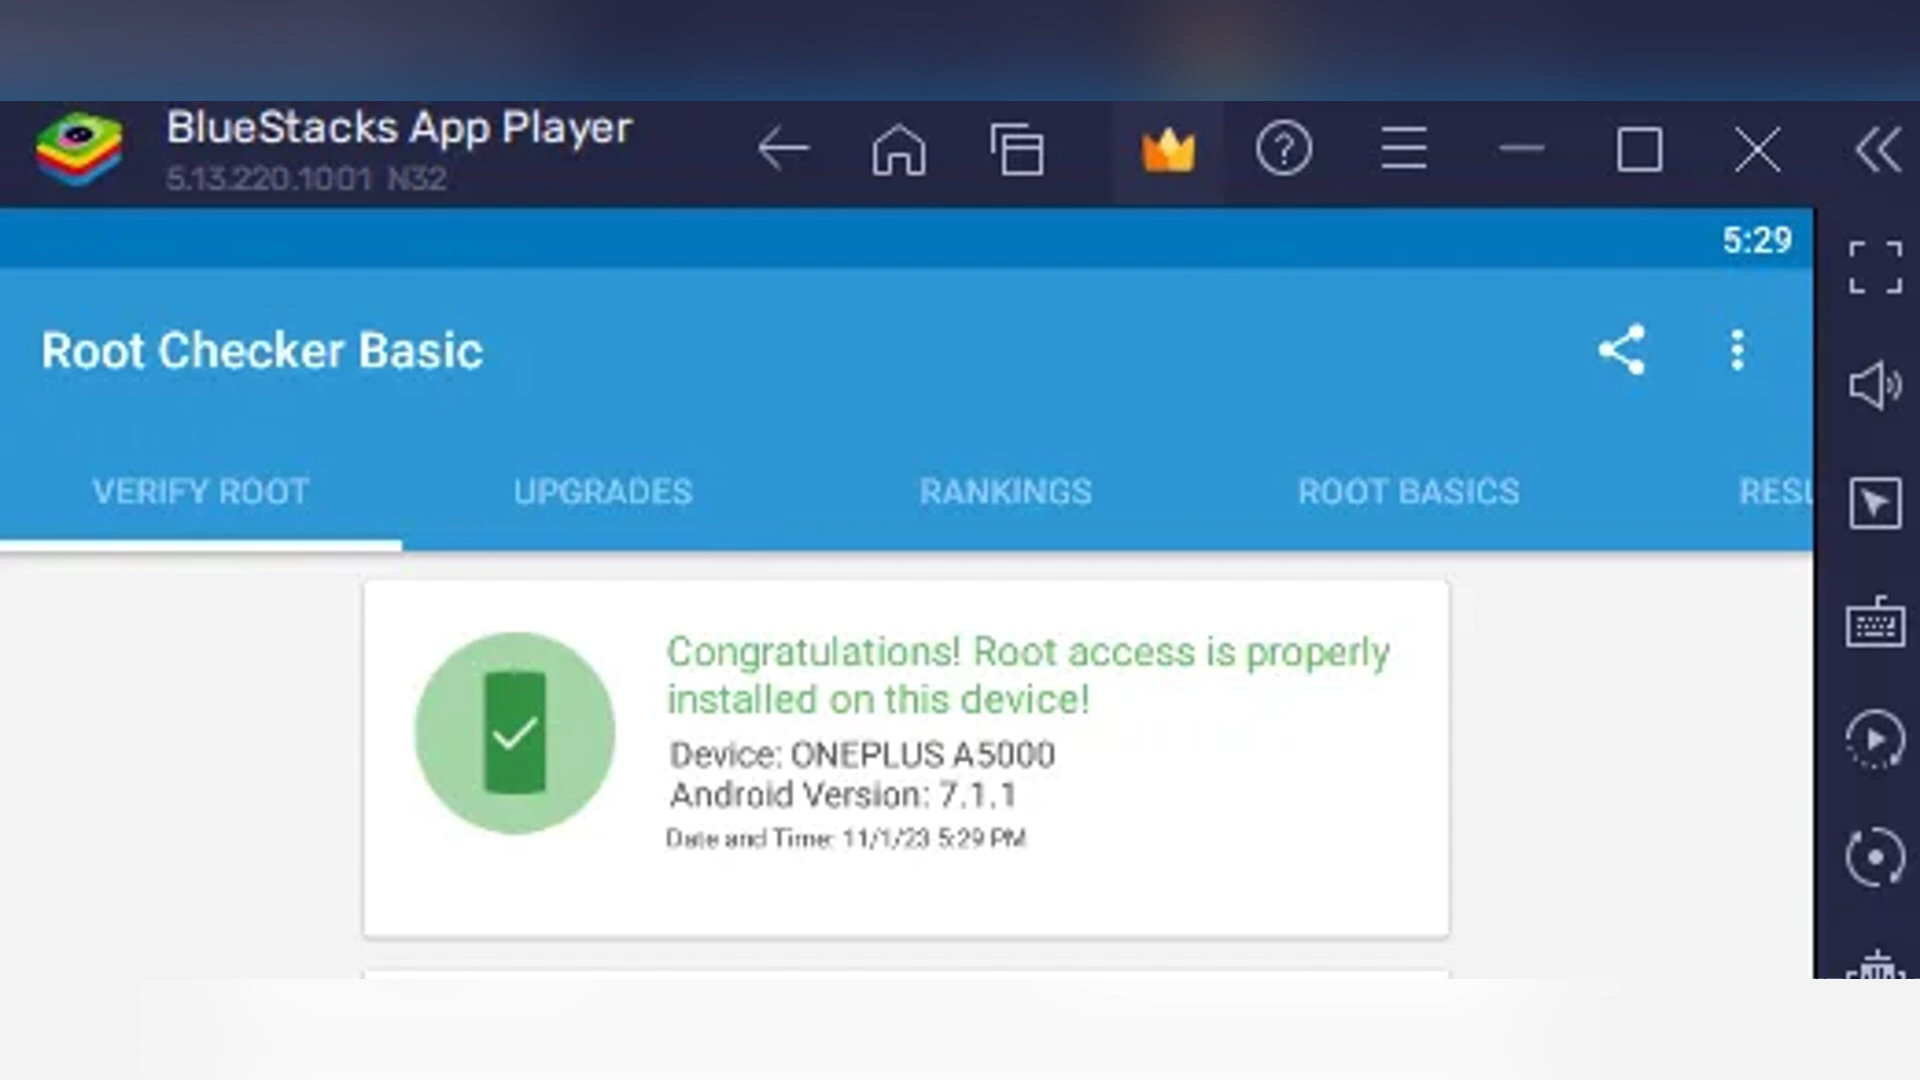 BlueStacks App Player
5.13.220.1001 N32
5:29
Root Checker Basic
VERIFY ROOT UPGRADES RANKINGS ROOT BASICS RESU
Congratulations! Root access is properly
installed on this device!
Device: ONEPLUS A5000
Android Version: 7.1.1
Date and Time: 11/1/23 5:29 PM